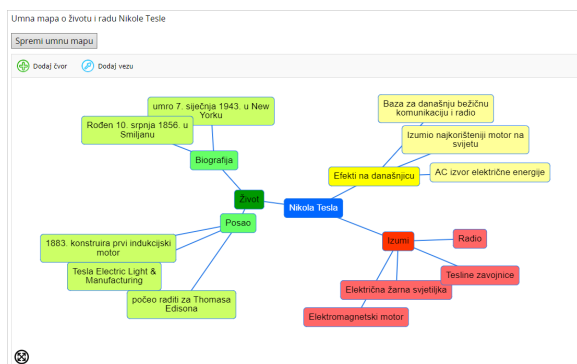 Umna mapa o životu i radu Nikole Tesle
Spremi umnu mapu
Dodaj čvor
Dodaj vezu
umro 7. siječnja 1943. u New
Yorku
Rođen 10. srpnja 1856. u
Smiljanu
Biografija
Život
Posao
1883. konstruira prvi indukcijski
motor
Tesla Electric Light &
Manufacturing
počeo raditi za Thomasa
Edisona
Nikola Tesla
Baza za današnju bežičnu
komunikaciju i radio
Izumio najkorišteniji motor na
svijetu
Efekti na današnjicu
AC izvor električne energije
Izumi
Radio
Tesline zavojnice
Električna žarna svjetiljka
Elektromagnetski motor